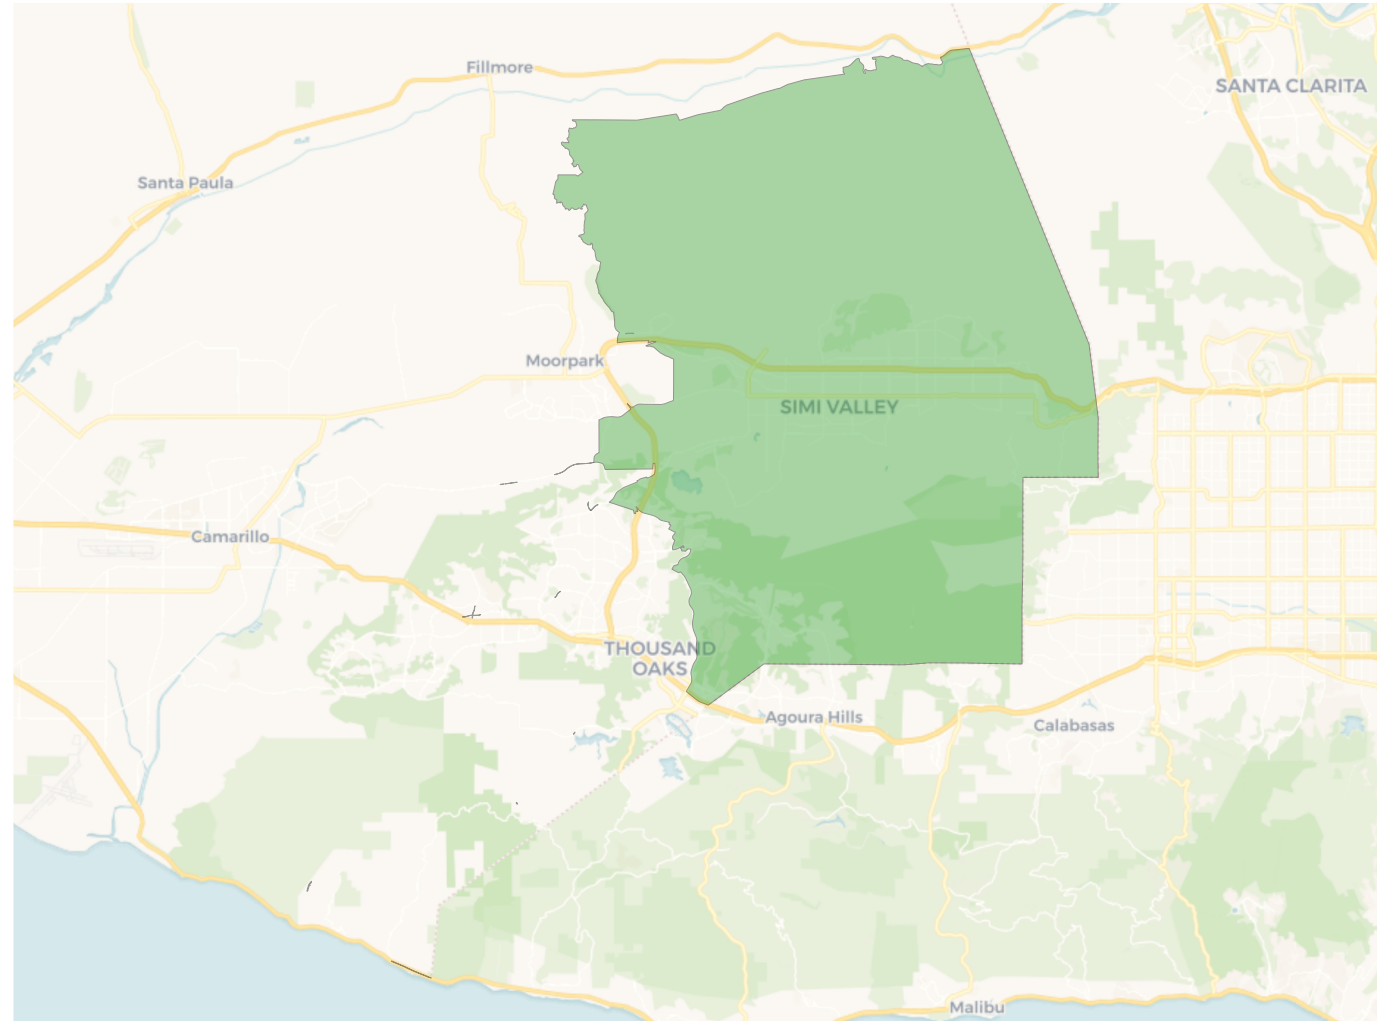 Fillmore
SANTA CLARITA
Santa Paula
Moorpark
SIMI VALLEY
Camarillo
THOUSAND
OAKS
Agoura Hills
Calabasas
Malibu